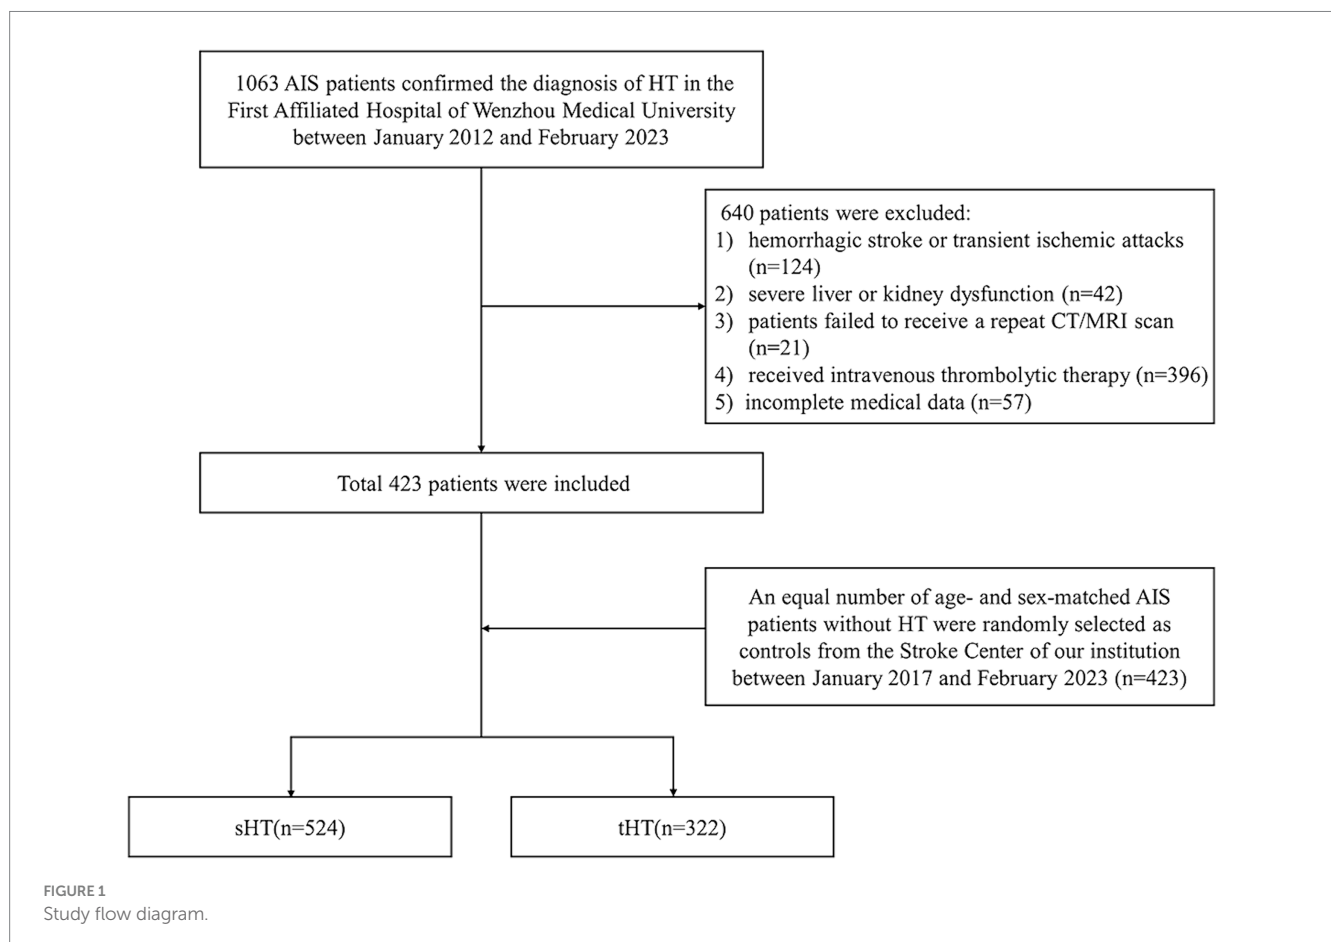 1063 AIS patients confirmed the diagnosis of HT in the
First Affiliated Hospital of Wenzhou Medical University
between January 2012 and February 2023
640 patients were excluded:
1) hemorrhagic stroke or transient ischemic attacks
(n=124)
2) severe liver or kidney dysfunction (n=42)
3) patients failed to receive a repeat CT/MRI scan
(n=21)
4) received intravenous thrombolytic therapy (n=396)
5) incomplete medical data (n=57)
Total 423 patients were included
An equal number of age- and sex-matched AIS
patients without HT were randomly selected as
controls from the Stroke Center of our institution
between January 2017 and February 2023 (n=423)
sHT(n=524)
tHT(n=322)
FIGURE 1
Study flow diagram.